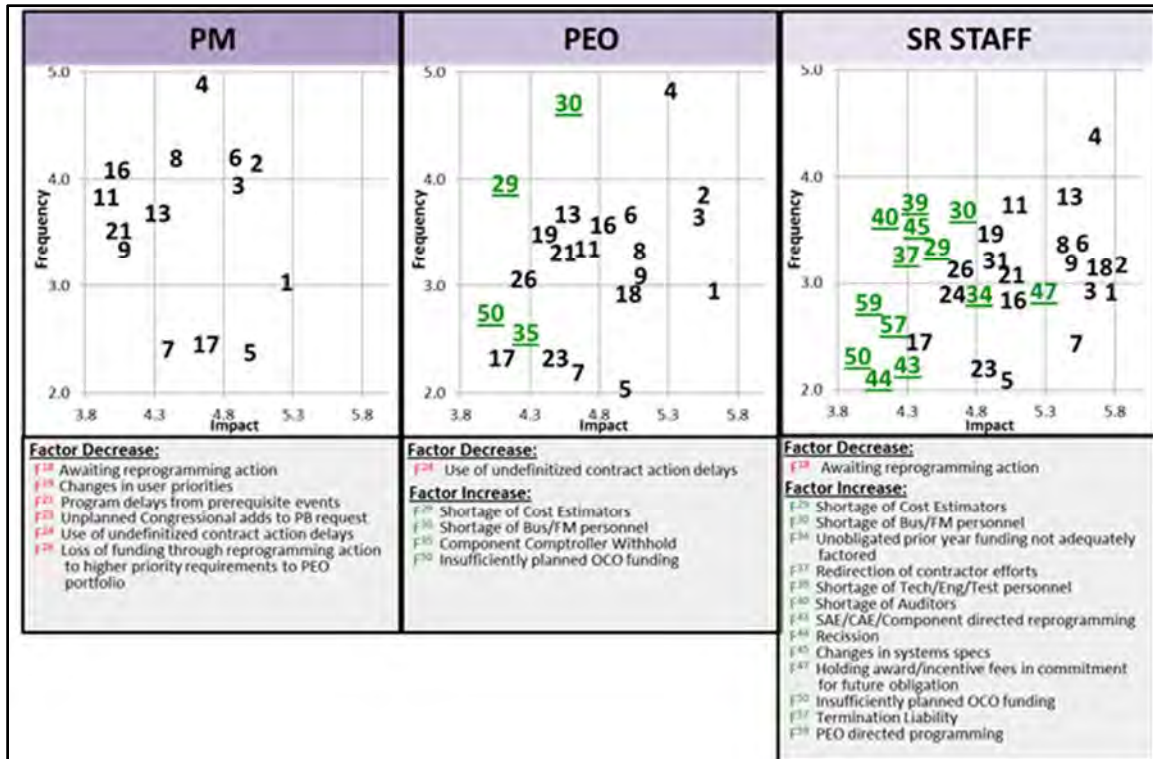 PM
5.0
4
8 6 2
16
4.0
3
11
13
21
9
3.0
1
7 17 5
2.0
3.8 4.3 4.8 5.3 5.8
Frequency
Impact
Factor Decrease:
F18 Awaiting reprogramming action
F19 Changes in user priorities
F21 Program delays from prerequisite events
F23 Unplanned Congressional adds to PB request
F24 Use of undefinitized contract action delays
F26 Loss of funding through reprogramming action
to higher priority requirements to PEO
portfolio
PEO
5.0
30 4
4.0
29
2
13 16 6 3
19
21 11 8
26 9
3.0
18 1
50
35
17 23
7
5
2.0
3.8 4.3 4.8 5.3 5.8
Frequency
Impact
Factor Decrease:
F24 Use of undefinitized contract action delays
Factor Increase:
F29 Shortage of Cost Estimators
F30 Shortage of Bus/FM personnel
F35 Component Comptroller Withhold
F50 Insufficiently planned OCO funding
SR STAFF
5.0
4
4.0
39 30 11 13
40 45 19
29 8 6
37 31 9 18 2
26 21
3.0
24 34 16 47 3 1
59
57
17 7
50 43 23
44 5
2.0
3.8 4.3 4.8 5.3 5.8
Frequency
Impact
Factor Decrease:
F18 Awaiting reprogramming action
Factor Increase:
F29 Shortage of Cost Estimators
F30 Shortage of Bus/FM personnel
F34 Unobligated prior year funding not adequately
factored
F37 Redirection of contractor efforts
F39 Shortage of Tech/Eng/Test personnel
F40 Shortage of Auditors
F43 SAE/CAE/Component directed reprogramming
F44 Recission
F45 Changes in systems specs
F47 Holding award/incentive fees in commitment
for future obligation
F50 Insufficiently planned OCO funding
F57 Termination Liability
F59 PEO directed programming